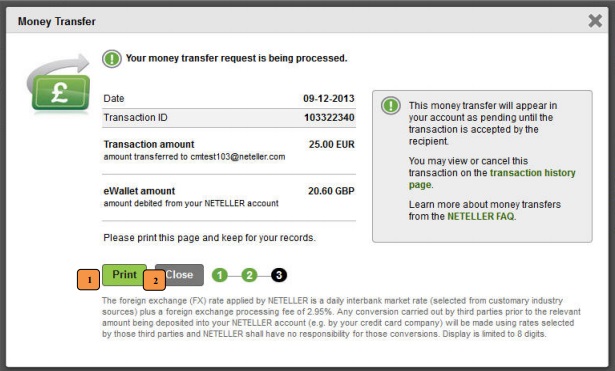 Money Transfer
£
Your money transfer request is being processed.
Date 09-12-2013
Transaction ID 103322340
Transaction amount 25.00 EUR
amount transferred to cmtest103@neteller.com
eWallet amount 20.60 GBP
amount debited from your NETELLER account
Please print this page and keep for your records.
This money transfer will appear in
your account as pending until the
transaction is accepted by the
recipient.
You may view or cancel this
transaction on the transaction history
page.
Learn more about money transfers
from the NETELLER FAQ.
1 Print 2 Close 1 2 3
The foreign exchange (FX) rate applied by NETELLER is a daily interbank market rate (selected from customary industry
sources) plus a foreign exchange processing fee of 2.95%. Any conversion carried out by third parties prior to the relevant
amount being deposited into your NETELLER account (e.g. by your credit card company) will be made using rates selected
by those third parties and NETELLER shall have no responsibility for those conversions. Display is limited to 8 digits.